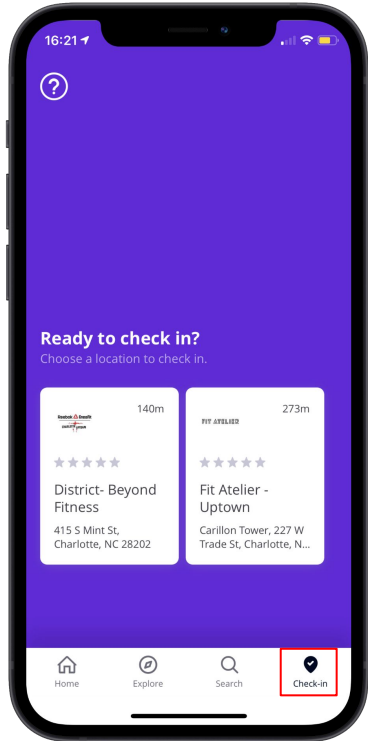 16:21
?
Ready to check in?
Choose a location to check in.
140m
District- Beyond
Fitness
415 S Mint St,
Charlotte, NC 28202
273m
FIT ATELIER
Fit Atelier -
Uptown
Carillon Tower, 227 W
Trade St, Charlotte, N...
Home
Explore
Search
Check-in